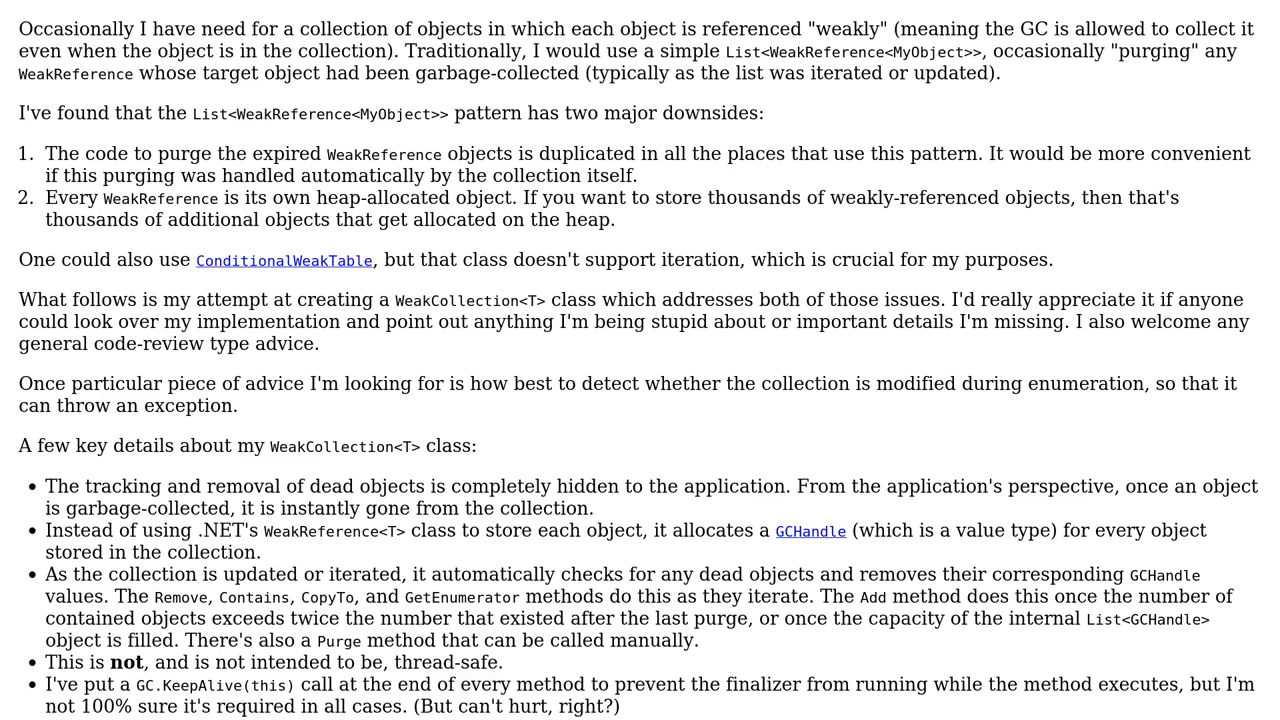 Occasionally I have need for a collection of objects in which each object is referenced "weakly" (meaning the GC is allowed to collect it
even when the object is in the collection). Traditionally, I would use a simple List<WeakReference<MyObject>>, occasionally "purging" any
WeakReference whose target object had been garbage-collected (typically as the list was iterated or updated).
I've found that the List<WeakReference<MyObject>> pattern has two major downsides:
1. The code to purge the expired WeakReference objects is duplicated in all the places that use this pattern. It would be more convenient
if this purging was handled automatically by the collection itself.
2. Every WeakReference is its own heap-allocated object. If you want to store thousands of weakly-referenced objects, then that's
thousands of additional objects that get allocated on the heap.
One could also use ConditionalWeakTable, but that class doesn't support iteration, which is crucial for my purposes.
What follows is my attempt at creating a WeakCollection<T> class which addresses both of those issues. I'd really appreciate it if anyone
could look over my implementation and point out anything I'm being stupid about or important details I'm missing. I also welcome any
general code-review type advice.
Once particular piece of advice I'm looking for is how best to detect whether the collection is modified during enumeration, so that it
can throw an exception.
A few key details about my WeakCollection<T> class:
• The tracking and removal of dead objects is completely hidden to the application. From the application's perspective, once an object
is garbage-collected, it is instantly gone from the collection.
• Instead of using .NET's WeakReference<T> class to store each object, it allocates a GCHandle (which is a value type) for every object
stored in the collection.
• As the collection is updated or iterated, it automatically checks for any dead objects and removes their corresponding GCHandle
values. The Remove, Contains, CopyTo, and GetEnumerator methods do this as they iterate. The Add method does this once the number of
contained objects exceeds twice the number that existed after the last purge, or once the capacity of the internal List<GCHandle>
object is filled. There's also a Purge method that can be called manually.
• This is not, and is not intended to be, thread-safe.
• I've put a GC.KeepAlive(this) call at the end of every method to prevent the finalizer from running while the method executes, but I'm
not 100% sure it's required in all cases. (But can't hurt, right?)